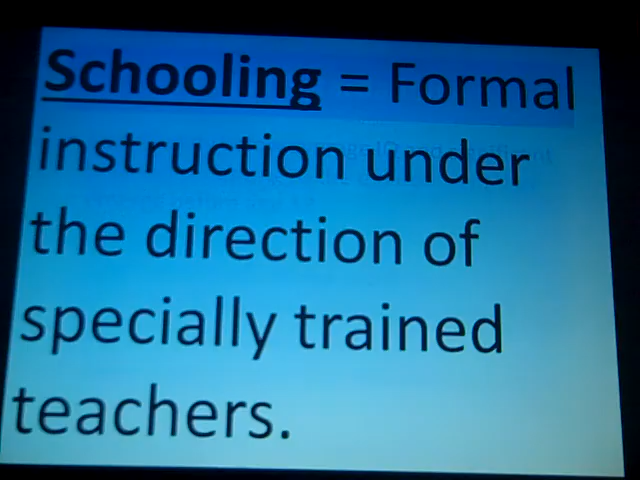 Schooling = Formal
instruction under
the direction of
specially trained
teachers.